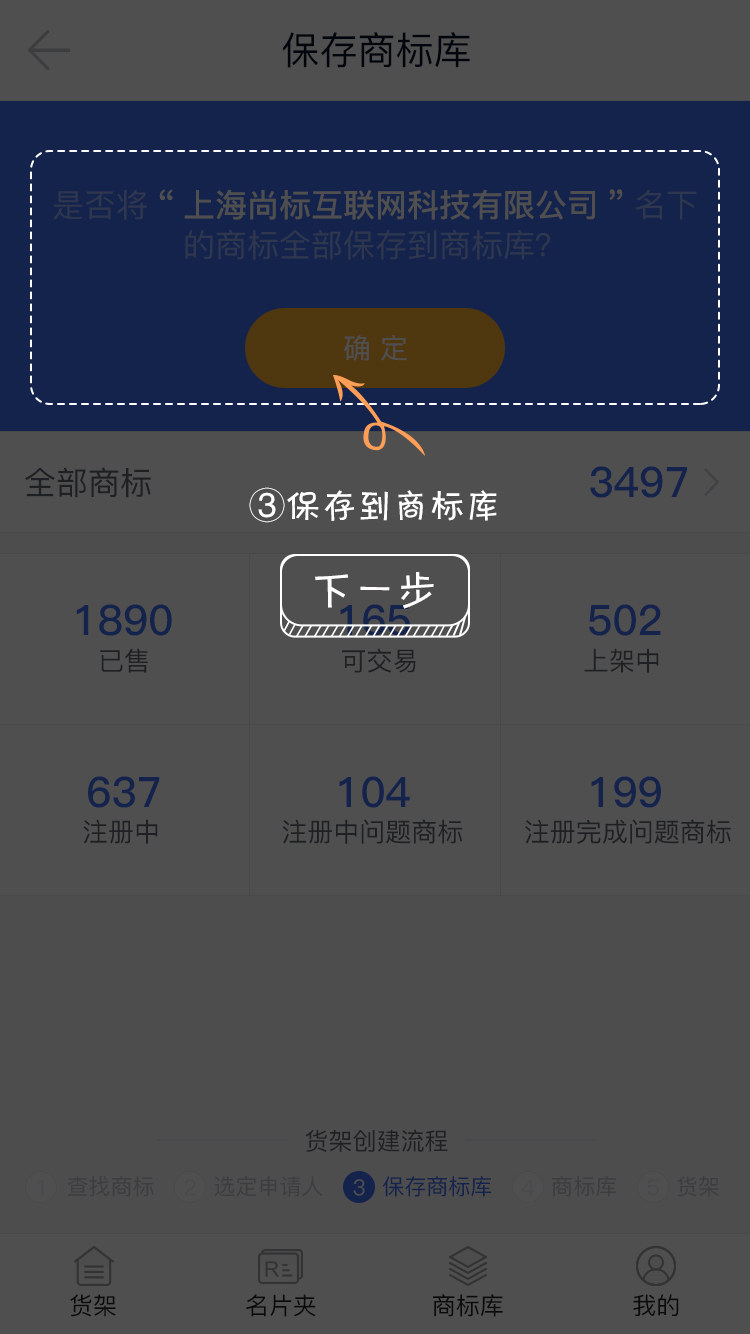 保存商标库
是否将“上海尚标互联网科技有限公司”名下
的商标全部保存到商标库?
确定
全部商标 3497
③保存到商标库
下一步
1890 165 502
已售 可交易 上架中
637 104 199
注册中 注册中问题商标 注册完成问题商标
货架创建流程
1 查找商标 2 选定申请人 3 保存商标库 4 商标库 5 货架
R
货架 名片夹 商标库 我的